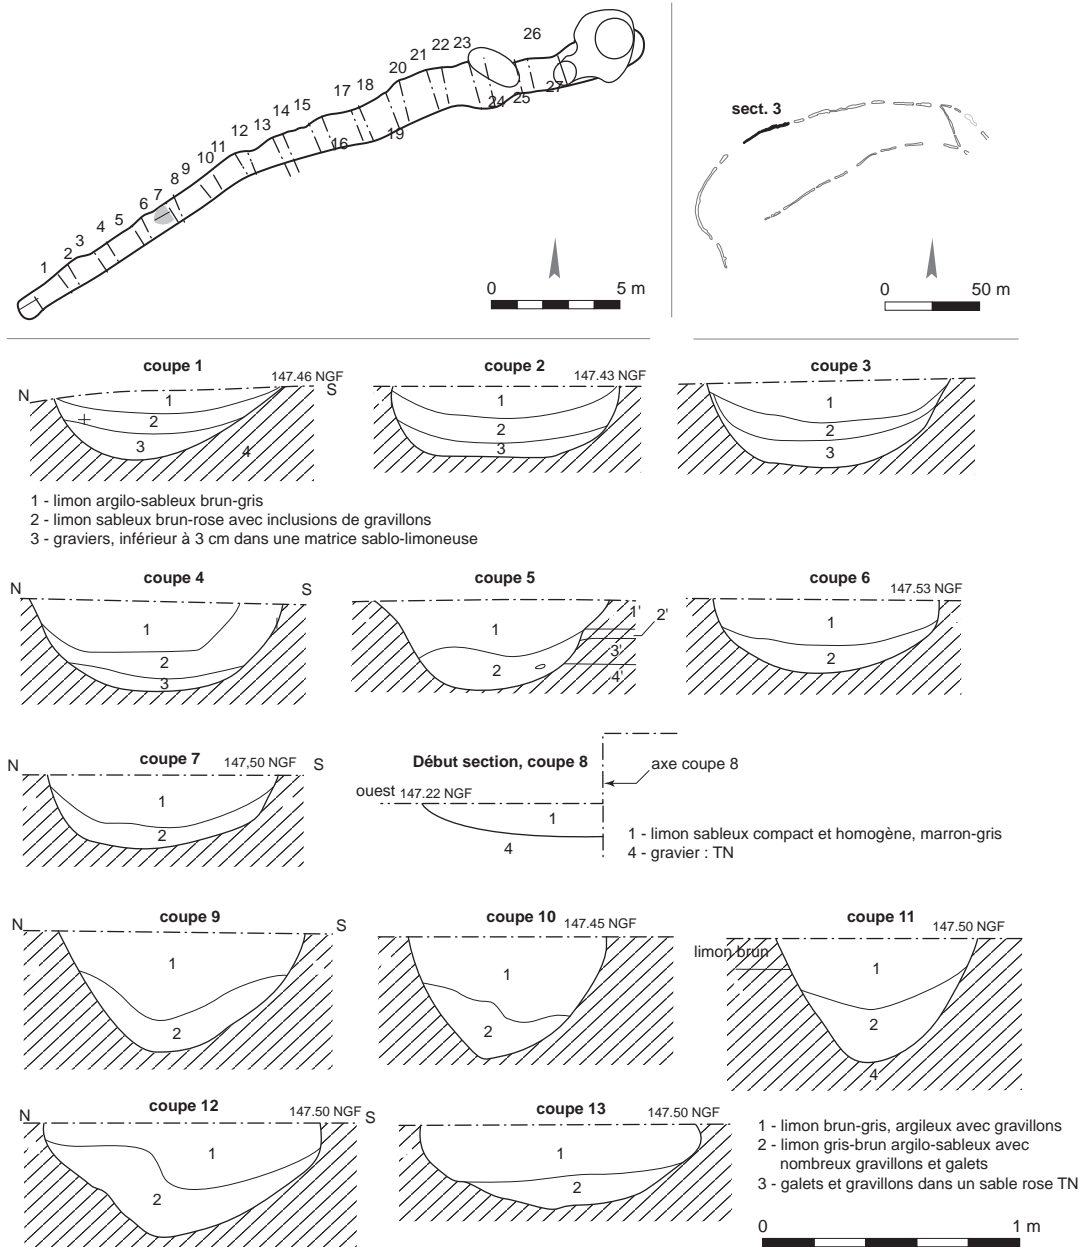 1
2
3
4
5
6
7
8
9
10
11
12
13
14
15
16
17
18
19
20
21
22
23
24
25
26
27
0 5 m
sect. 3
0 50 m
coupe 1
147.46 NGF
N
S
1
2
3
4
coupe 2
147.43 NGF
1
2
3
coupe 3
1
2
3
1 - limon argilo-sableux brun-gris
2 - limon sableux brun-rose avec inclusions de gravillons
3 - graviers, inférieur à 3 cm dans une matrice sablo-limoneuse
coupe 4
N
S
1
2
3
coupe 5
1
2
1'
2'
3'
4'
coupe 6
147.53 NGF
1
2
coupe 7
147,50 NGF
N
S
1
2
Début section, coupe 8
axe coupe 8
ouest 147.22 NGF
1
4
1 - limon sableux compact et homogène, marron-gris
4 - gravier : TN
coupe 9
N
S
1
2
coupe 10
147.45 NGF
1
2
coupe 11
147.50 NGF
limon brun
1
2
4
coupe 12
147.50 NGF
N
S
1
2
coupe 13
147.50 NGF
1
2
1 - limon brun-gris, argileux avec gravillons
2 - limon gris-brun argilo-sableux avec
nombreux gravillons et galets
3 - galets et gravillons dans un sable rose TN
0 1 m